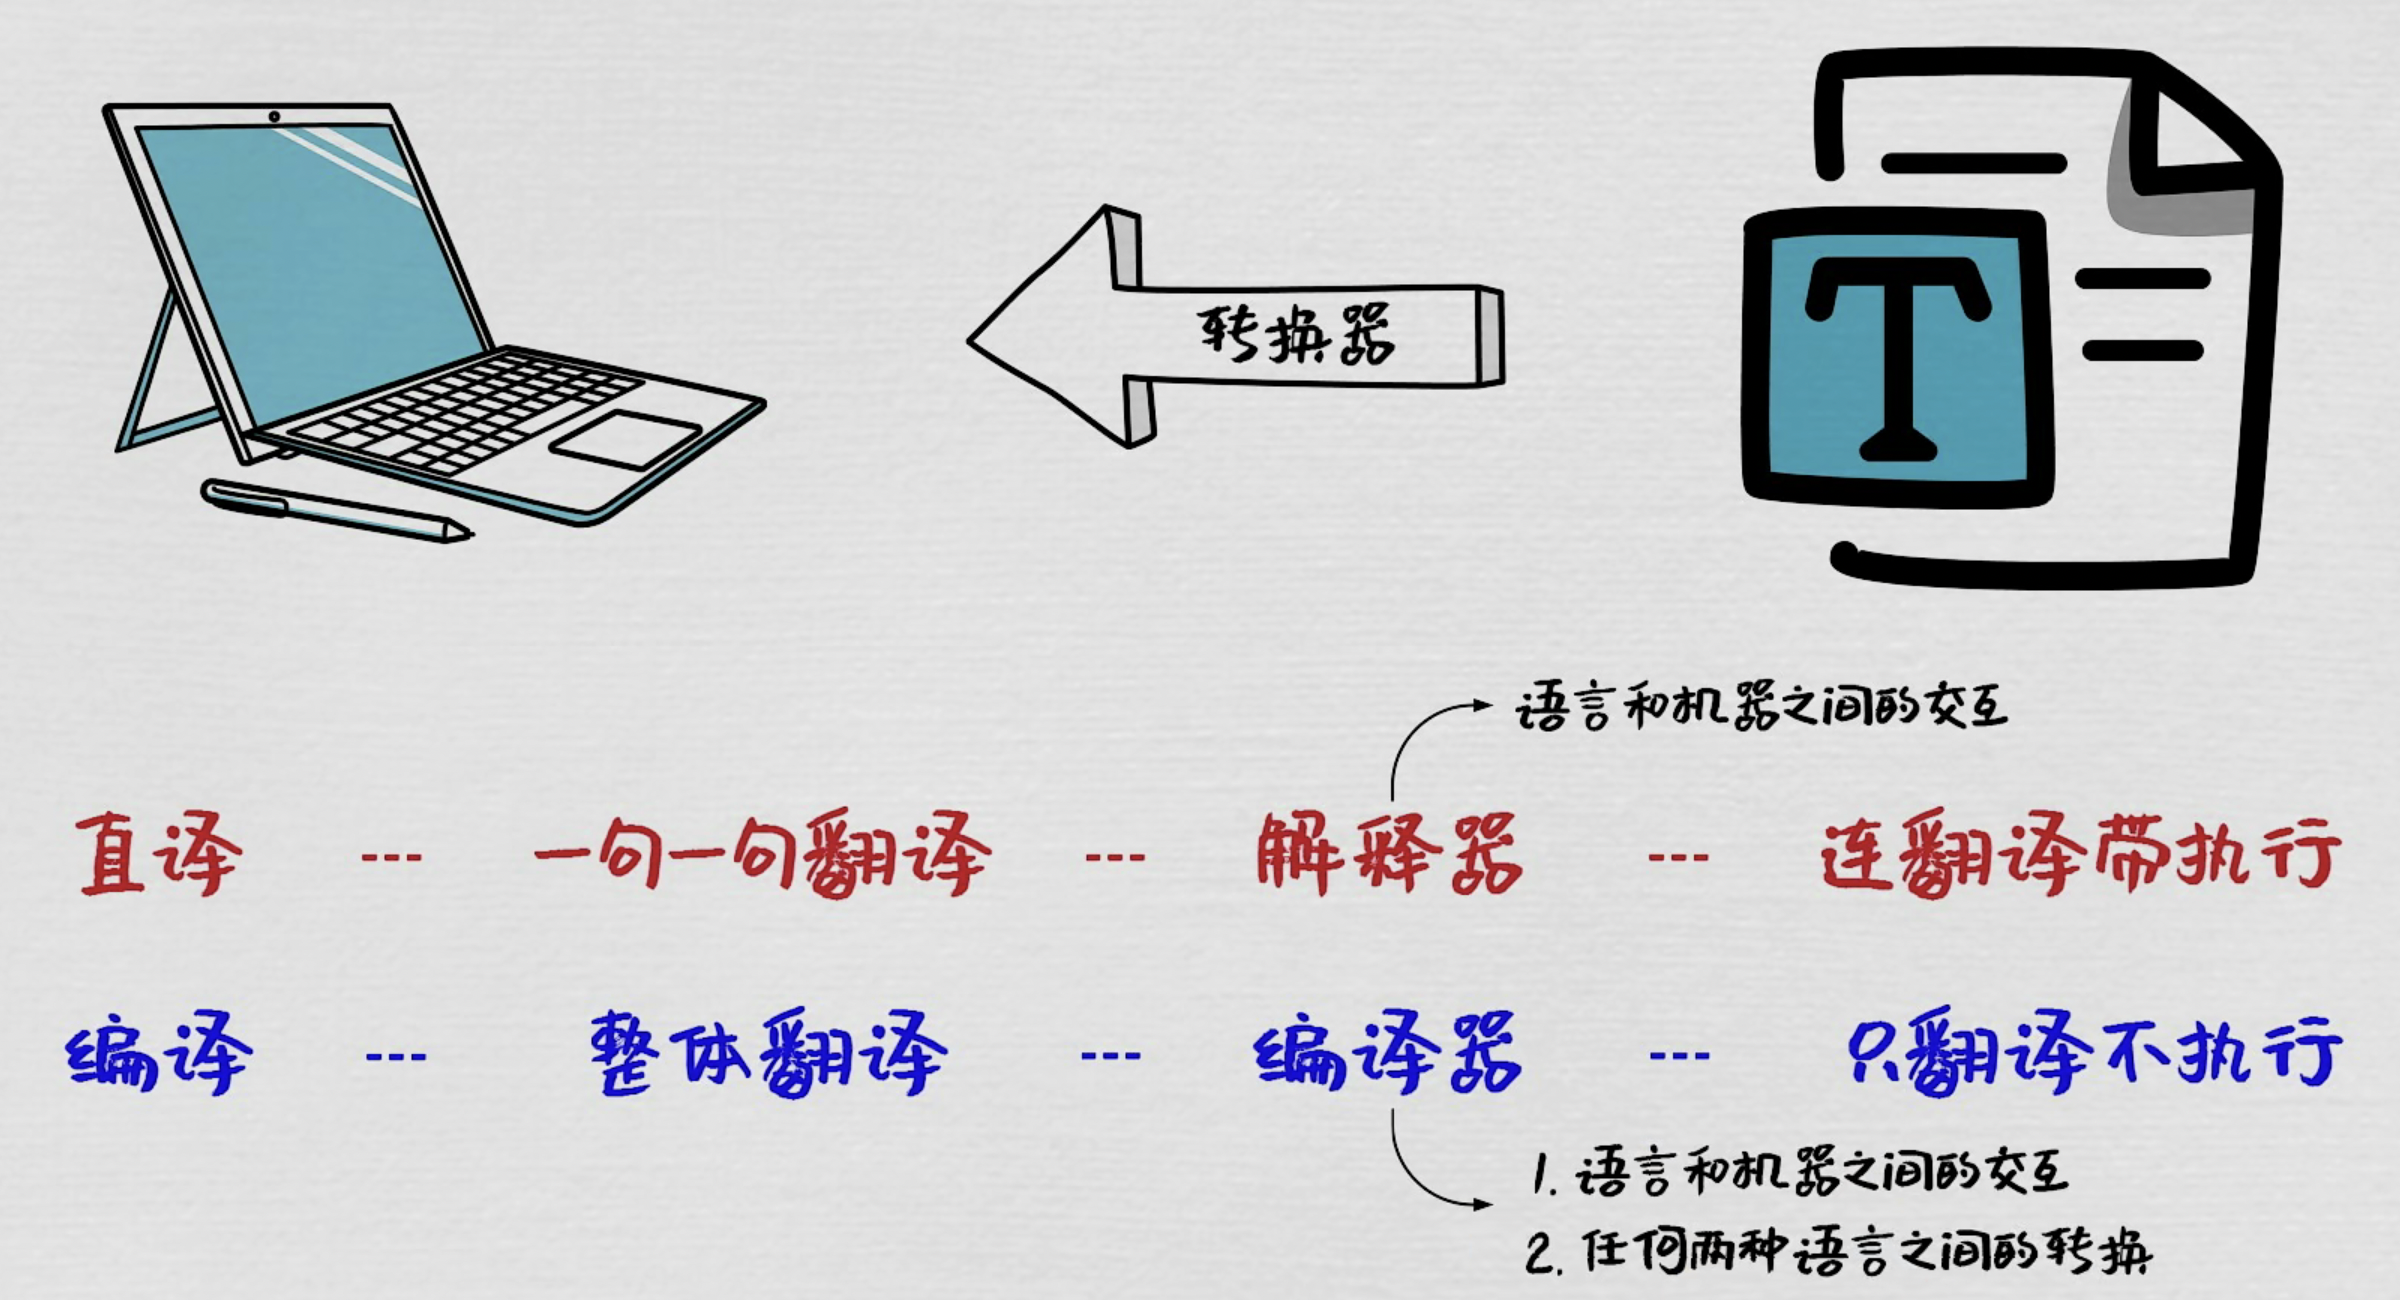 转换器
T
语言和机器之间的交互
直译 --- 一句一句翻译 --- 解释器 --- 连翻译带执行
编译 --- 整体翻译 --- 编译器 --- 只翻译不执行
1. 语言和机器之间的交互
2. 任何两种语言之间的转换